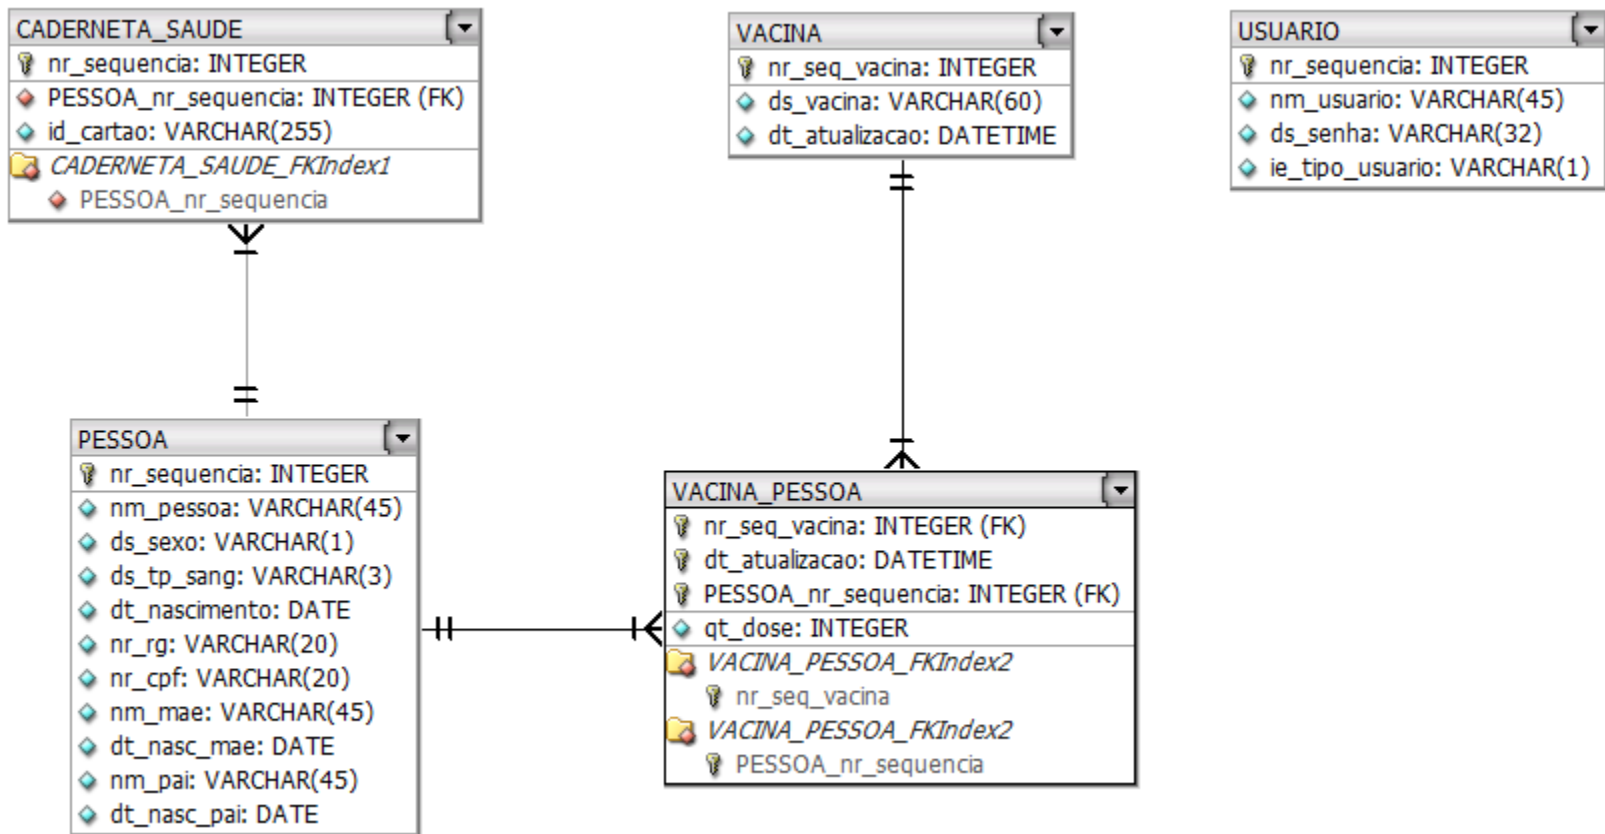 CADERNETA_SAUDE
nr_sequencia: INTEGER
PESSOA_nr_sequencia: INTEGER (FK)
id_cartao: VARCHAR(255)
CADERNETA_SAUDE_FKIndex1
PESSOA_nr_sequencia
VACINA
nr_seq_vacina: INTEGER
ds_vacina: VARCHAR(60)
dt_atualizacao: DATETIME
USUARIO
nr_sequencia: INTEGER
nm_usuario: VARCHAR(45)
ds_senha: VARCHAR(32)
ie_tipo_usuario: VARCHAR(1)
PESSOA
nr_sequencia: INTEGER
nm_pessoa: VARCHAR(45)
ds_sexo: VARCHAR(1)
ds_tp_sang: VARCHAR(3)
dt_nascimento: DATE
nr_rg: VARCHAR(20)
nr_cpf: VARCHAR(20)
nm_mae: VARCHAR(45)
dt_nasc_mae: DATE
nm_pai: VARCHAR(45)
dt_nasc_pai: DATE
VACINA_PESSOA
nr_seq_vacina: INTEGER (FK)
dt_atualizacao: DATETIME
PESSOA_nr_sequencia: INTEGER (FK)
qt_dose: INTEGER
VACINA_PESSOA_FKIndex2
nr_seq_vacina
VACINA_PESSOA_FKIndex2
PESSOA_nr_sequencia